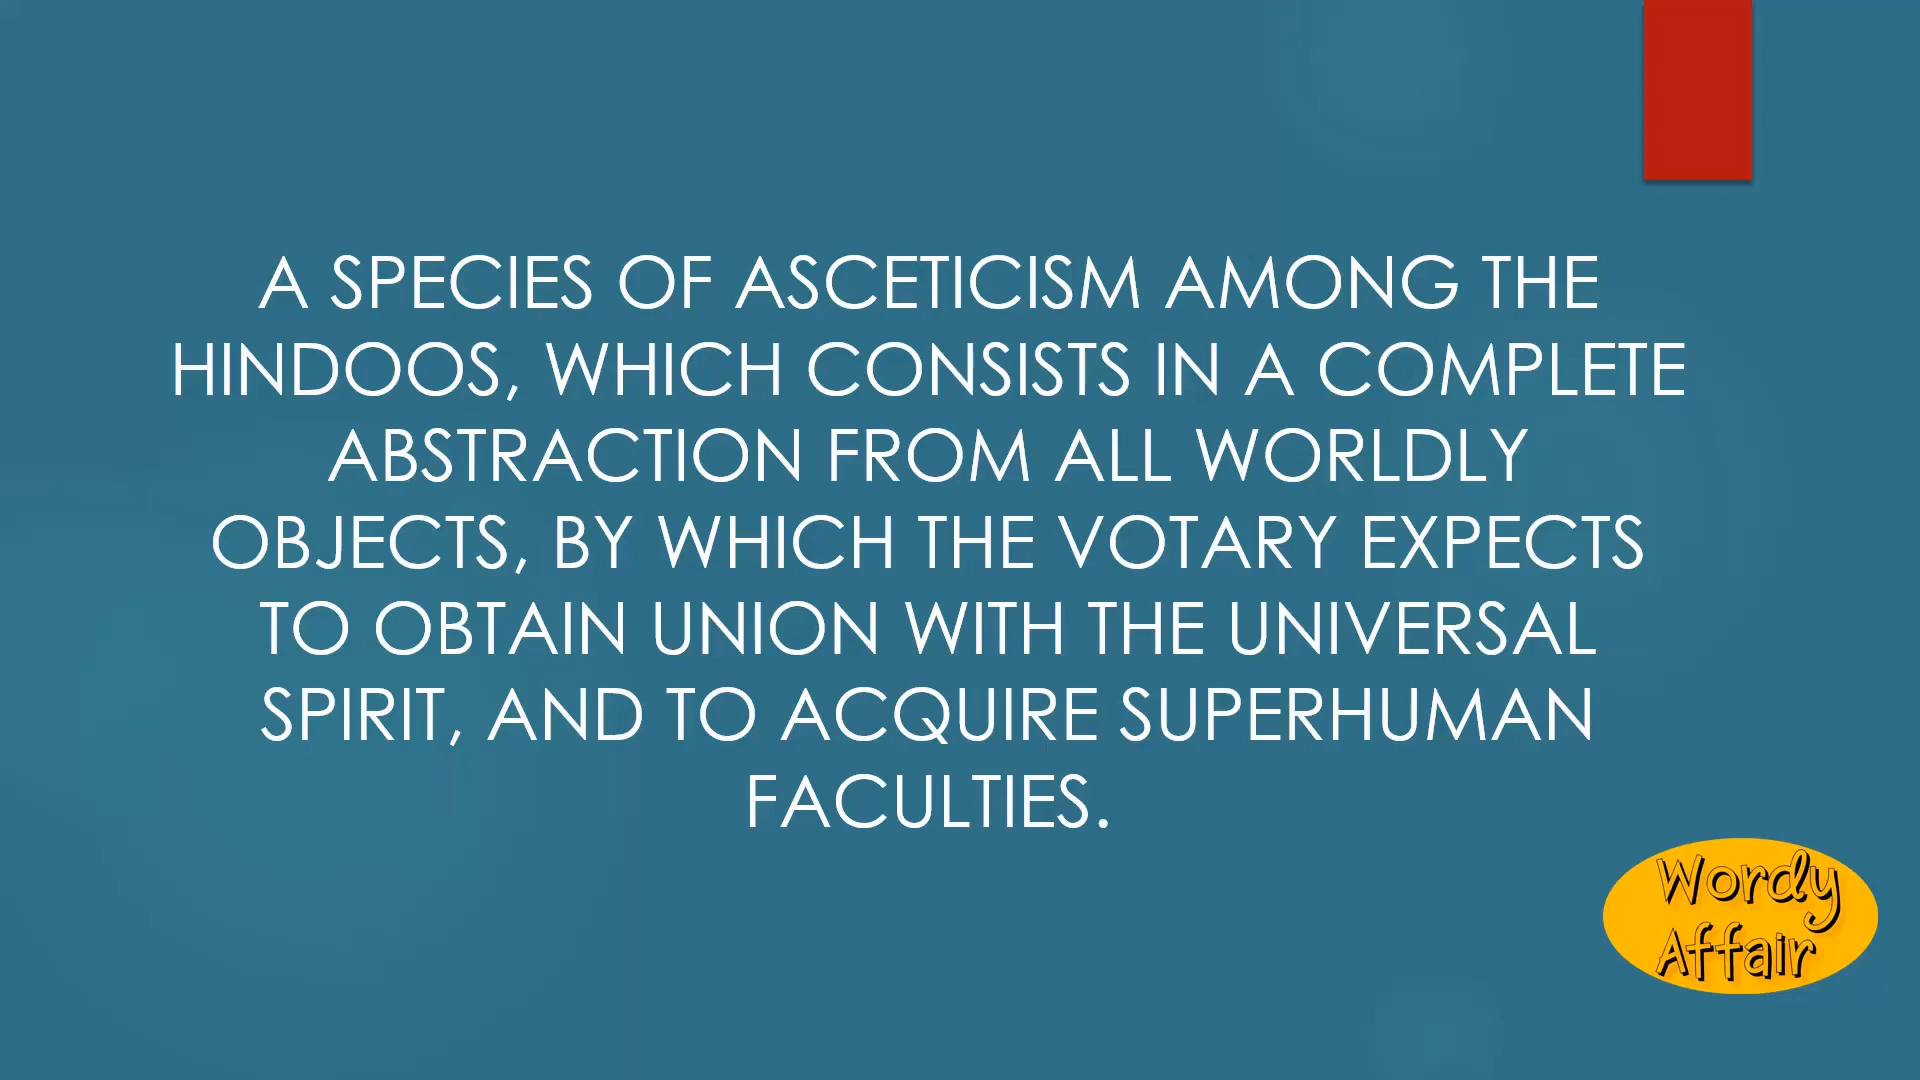 A SPECIES OF ASCETICISM AMONG THE
HINDOOS, WHICH CONSISTS IN A COMPLETE
ABSTRACTION FROM ALL WORLDLY
OBJECTS, BY WHICH THE VOTARY EXPECTS
TO OBTAIN UNION WITH THE UNIVERSAL
SPIRIT, AND TO ACQUIRE SUPERHUMAN
FACULTIES.
Wordy
Affair